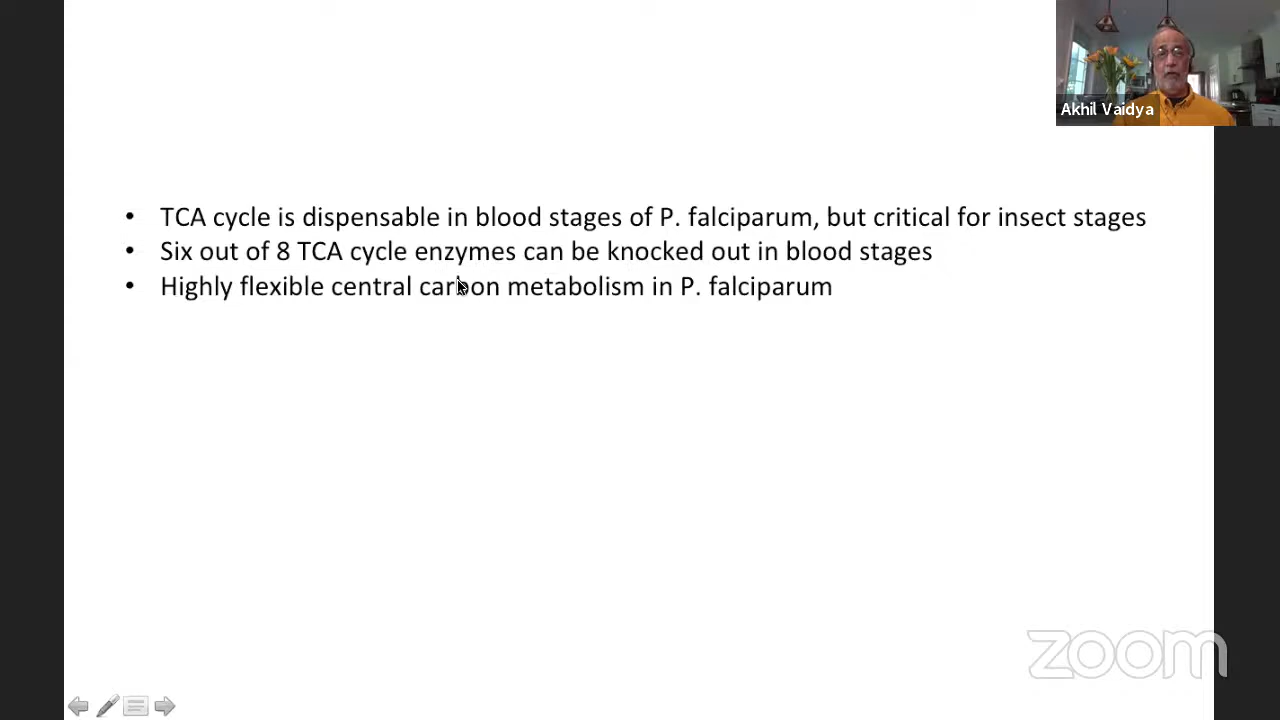 Akhil Vaidya
• TCA cycle is dispensable in blood stages of P. falciparum, but critical for insect stages
• Six out of 8 TCA cycle enzymes can be knocked out in blood stages
• Highly flexible central carbon metabolism in P. falciparum
zoom